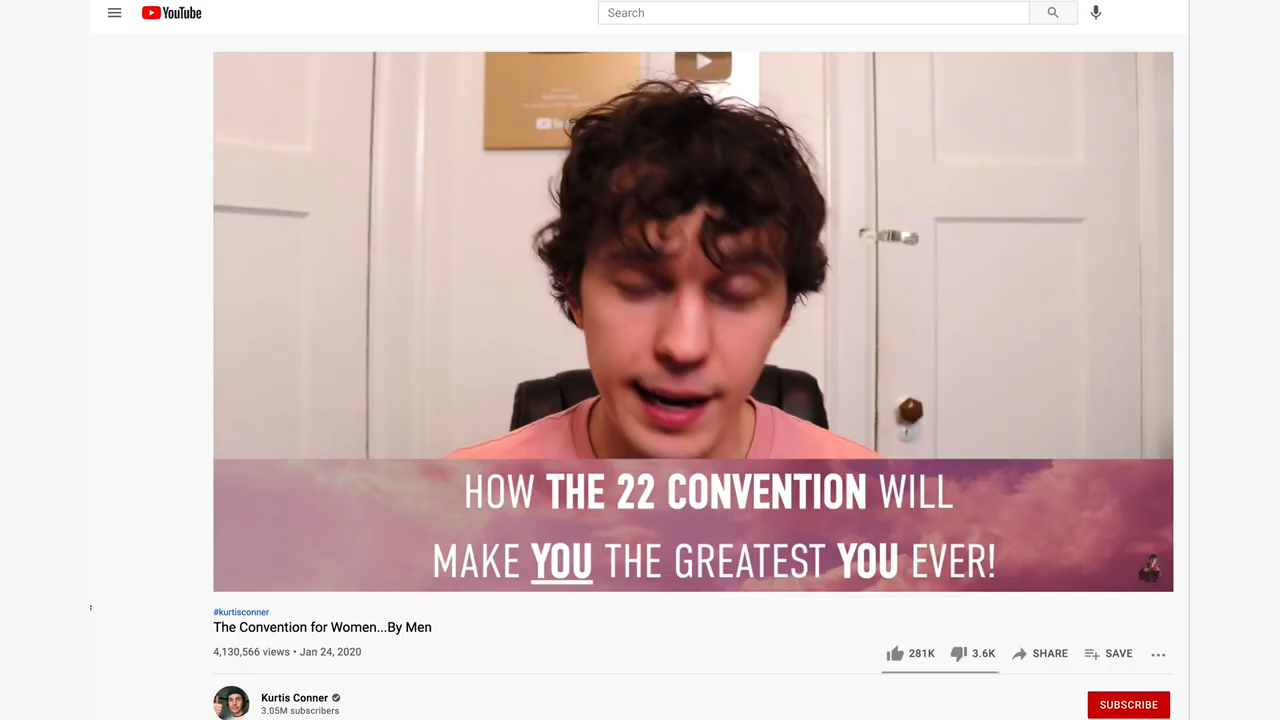 YouTube
Search
HOW THE 22 CONVENTION WILL
MAKE YOU THE GREATEST YOU EVER!
#kurtisconner
The Convention for Women...By Men
4,130,566 views • Jan 24, 2020
281K 3.6K SHARE SAVE
Kurtis Conner
3.05M subscribers
SUBSCRIBE